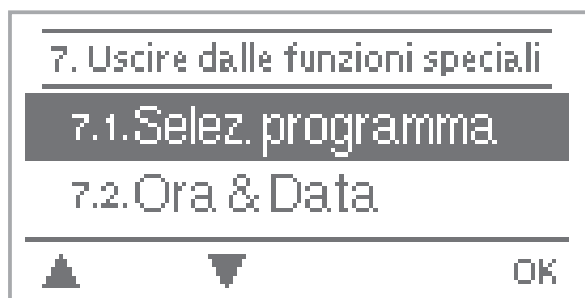 7. Uscire dalle funzioni speciali
7.1.Selez. programma
7.2.Ora & Data
OK